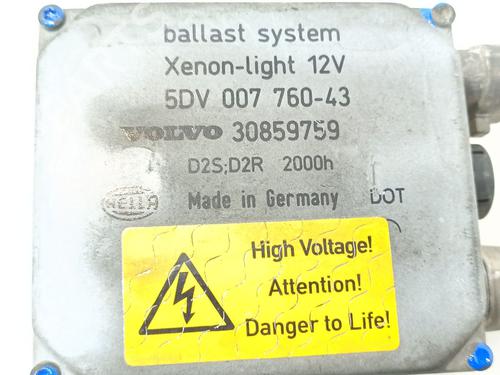 ballast system
Xenon-light 12V
5DV 007 760-43
VOLVO 30859759
D2S;D2R 2000h
HELLA Made in Germany DOT
High Voltage!
Attention!
Danger to Life!